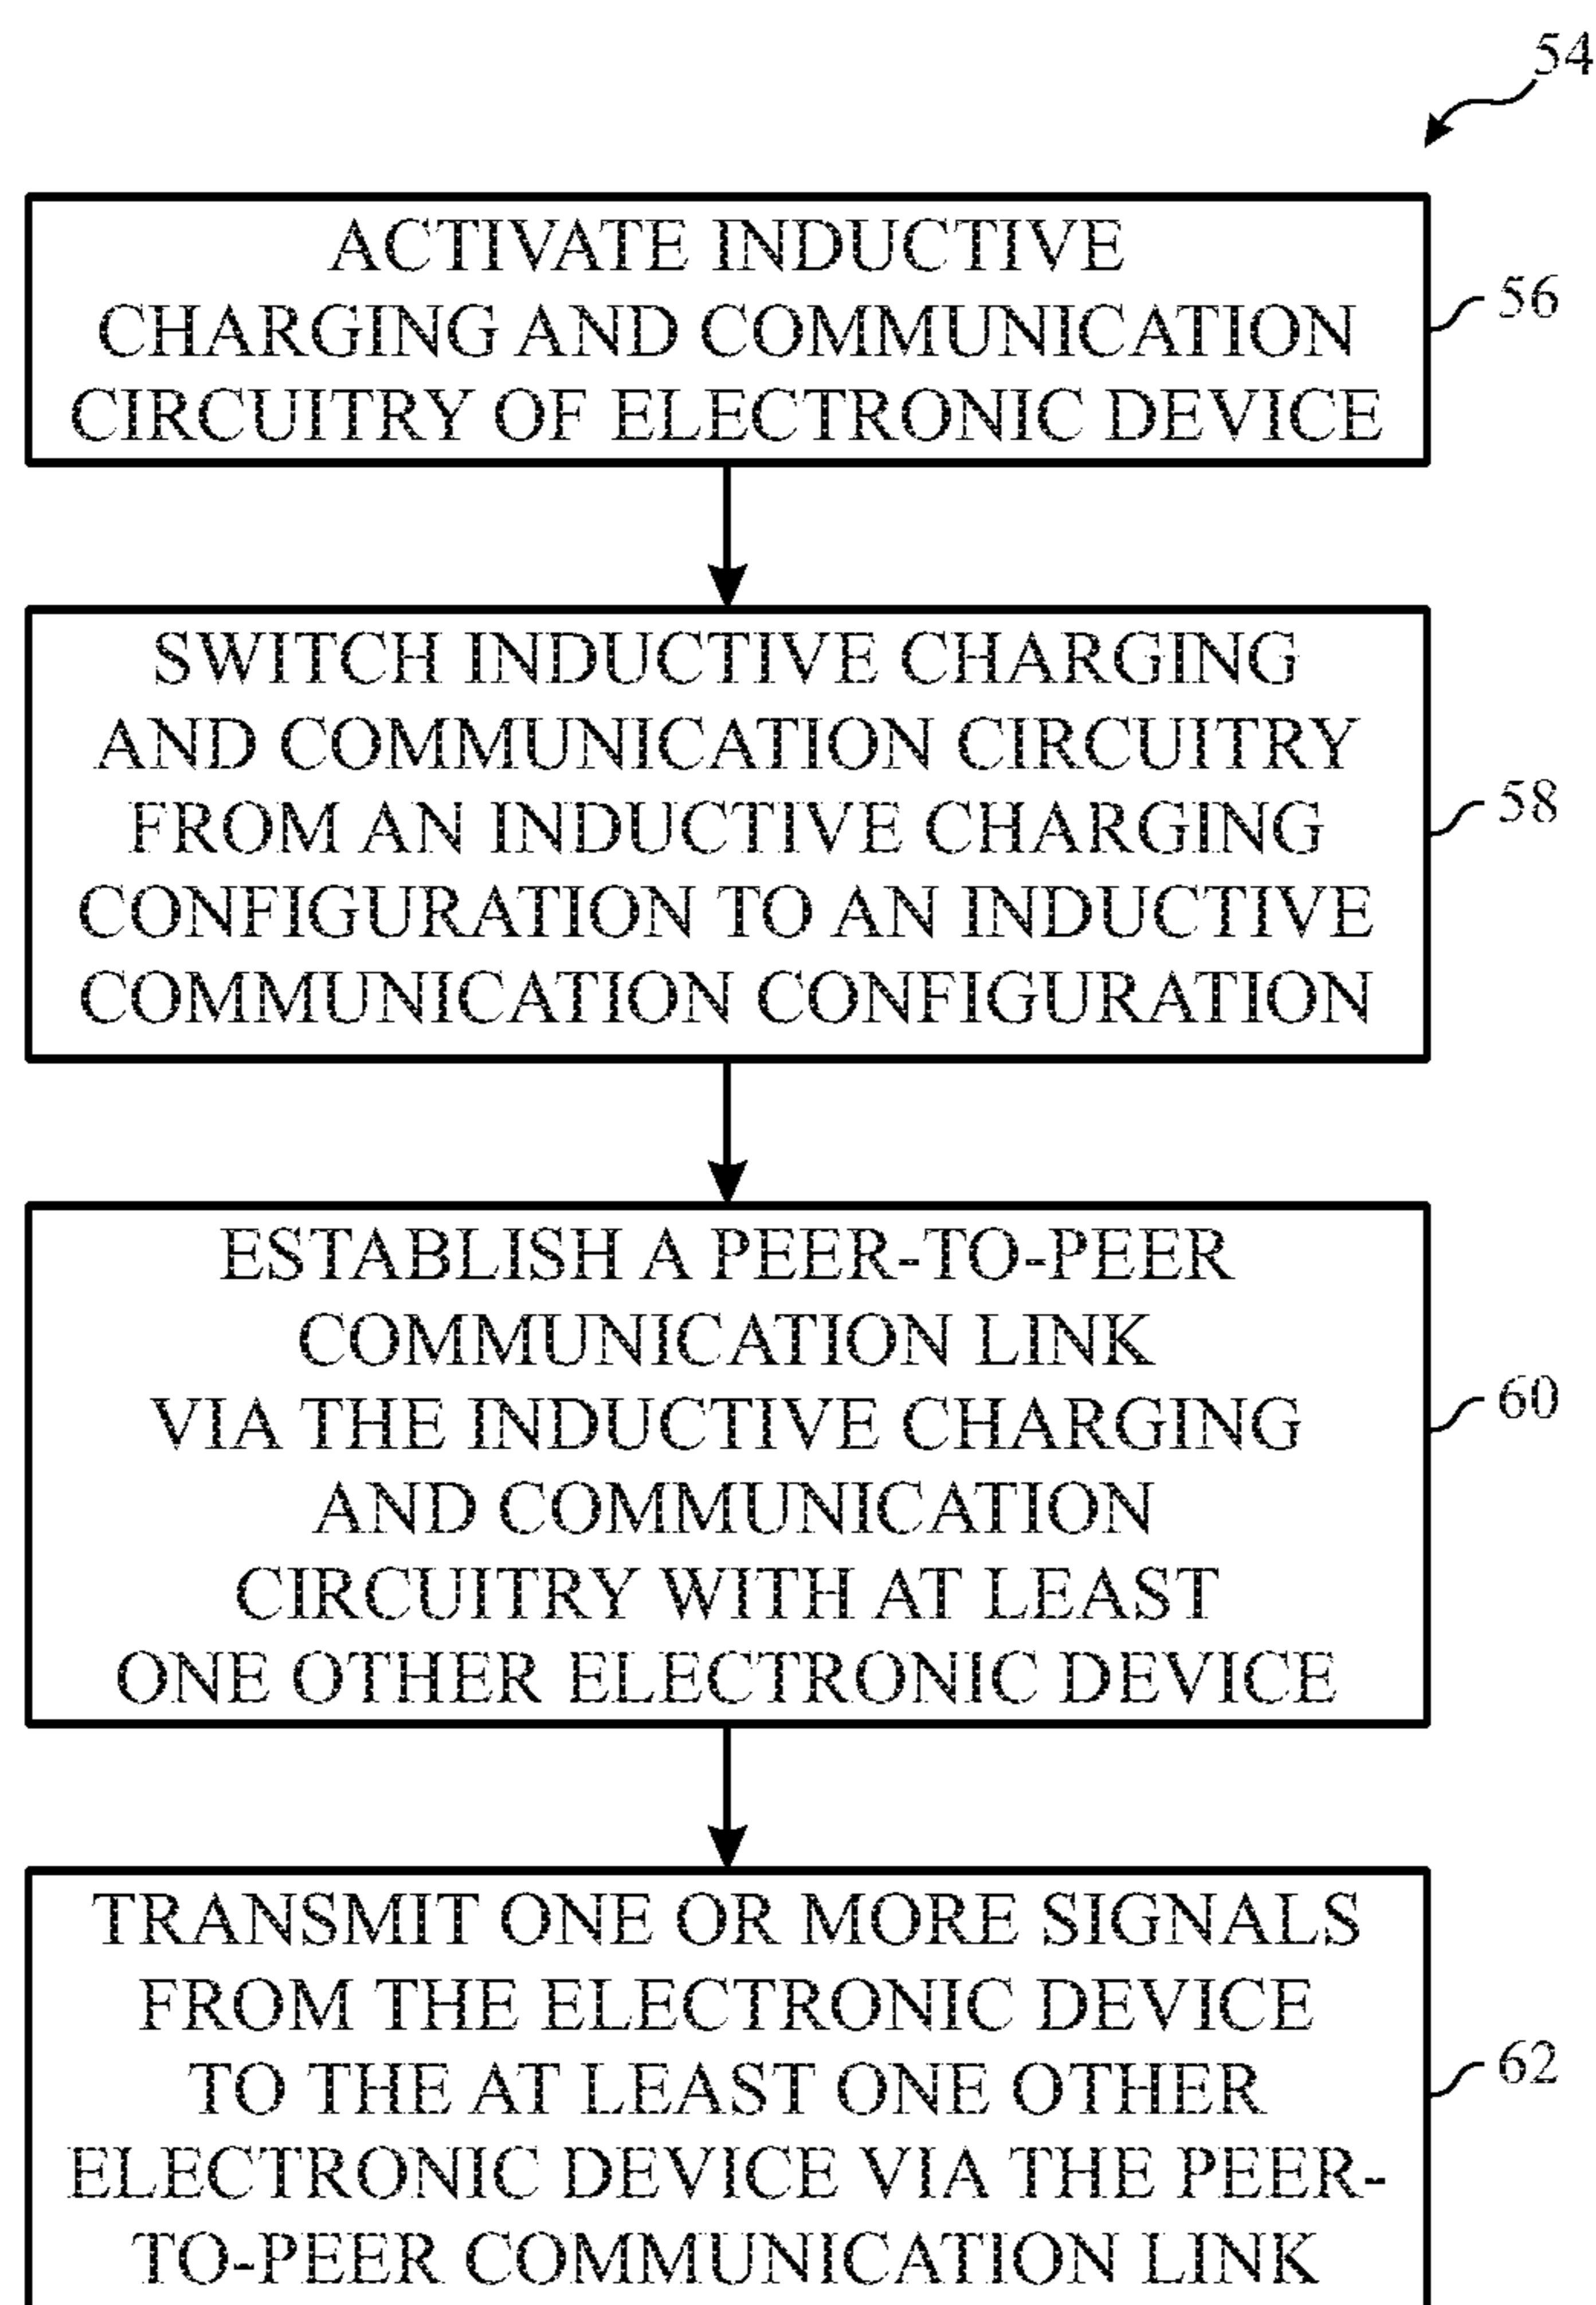 54
ACTIVATE INDUCTIVE
CHARGING AND COMMUNICATION
CIRCUITRY OF ELECTRONIC DEVICE
56
SWITCH INDUCTIVE CHARGING
AND COMMUNICATION CIRCUITRY
FROM AN INDUCTIVE CHARGING
CONFIGURATION TO AN INDUCTIVE
COMMUNICATION CONFIGURATION
58
ESTABLISH A PEER-TO-PEER
COMMUNICATION LINK
VIA THE INDUCTIVE CHARGING
AND COMMUNICATION
CIRCUITRY WITH AT LEAST
ONE OTHER ELECTRONIC DEVICE
60
TRANSMIT ONE OR MORE SIGNALS
FROM THE ELECTRONIC DEVICE
TO THE AT LEAST ONE OTHER
ELECTRONIC DEVICE VIA THE PEER-
TO-PEER COMMUNICATION LINK
62